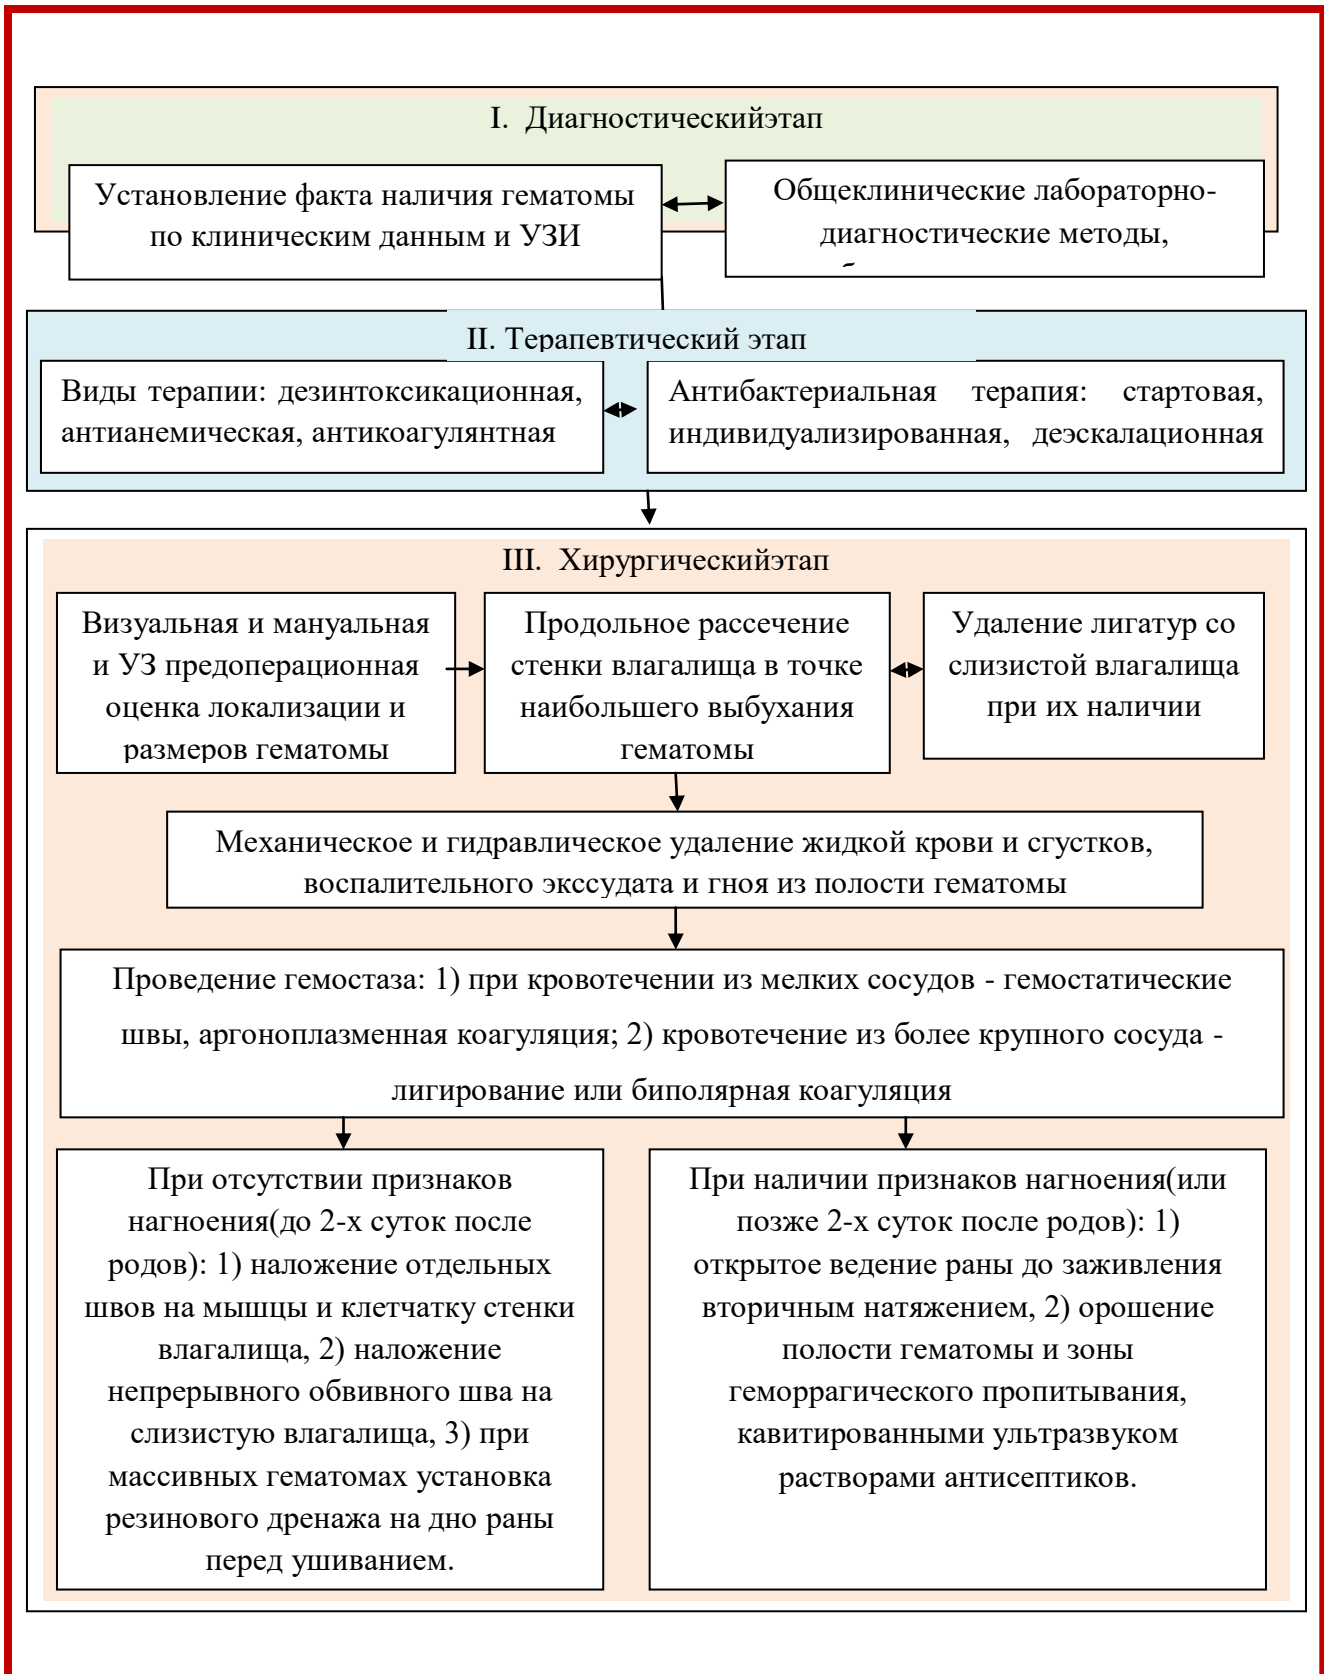 I. Диагностическийэтап
Установление факта наличия гематомы
по клиническим данным и УЗИ
Общеклинические лабораторно-
диагностические методы,
II. Терапевтический этап
Виды терапии: дезинтоксикационная,
антианемическая, антикоагулянтная
Антибактериальная терапия: стартовая,
индивидуализированная, деэскалационная
III. Хирургическийэтап
Визуальная и мануальная
и УЗ предоперационная
оценка локализации и
размеров гематомы
Продольное рассечение
стенки влагалища в точке
наибольшего выбухания
гематомы
Удаление лигатур со
слизистой влагалища
при их наличии
Механическое и гидравлическое удаление жидкой крови и сгустков,
воспалительного экссудата и гноя из полости гематомы
Проведение гемостаза: 1) при кровотечении из мелких сосудов - гемостатические
швы, аргоноплазменная коагуляция; 2) кровотечение из более крупного сосуда -
лигирование или биполярная коагуляция
При отсутствии признаков
нагноения(до 2-х суток после
родов): 1) наложение отдельных
швов на мышцы и клетчатку стенки
влагалища, 2) наложение
непрерывного обвивного шва на
слизистую влагалища, 3) при
массивных гематомах установка
резинового дренажа на дно раны
перед ушиванием.
При наличии признаков нагноения(или
позже 2-х суток после родов): 1)
открытое ведение раны до заживления
вторичным натяжением, 2) орошение
полости гематомы и зоны
геморрагического пропитывания,
кавитированными ультразвуком
растворами антисептиков.